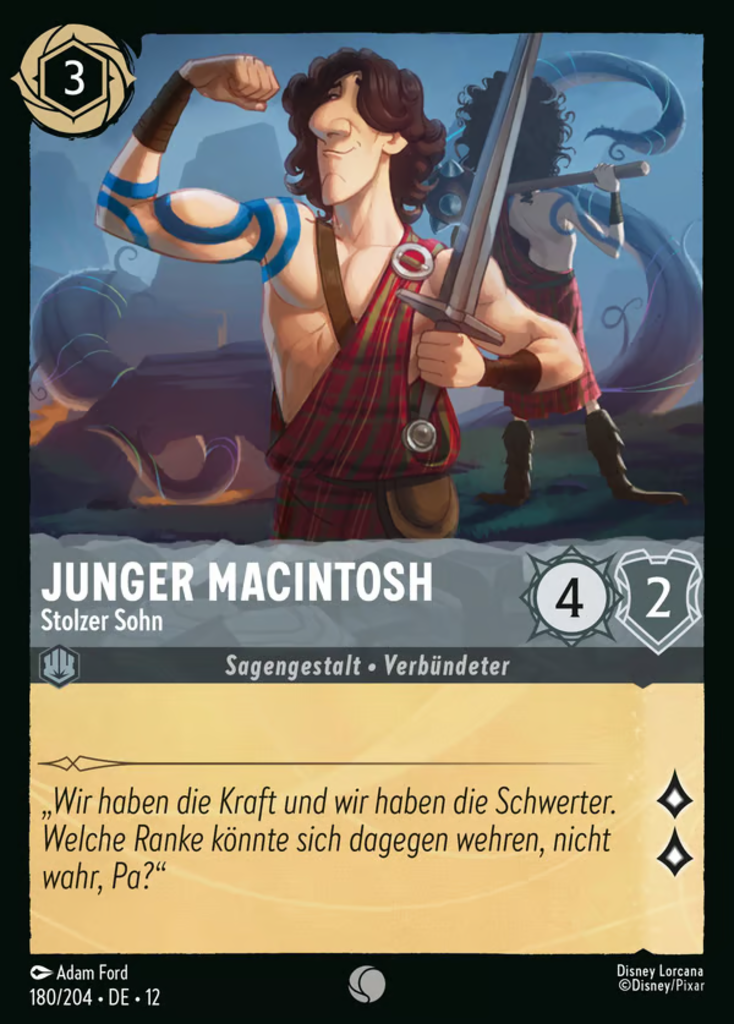 3
JUNGER MACINTOSH
Stolzer Sohn
4
2
Sagengestalt • Verbündeter
„Wir haben die Kraft und wir haben die Schwerter.
Welche Ranke könnte sich dagegen wehren, nicht
wahr, Pa?“
Adam Ford
Disney Lorcana
180/204 • DE • 12
©Disney/Pixar